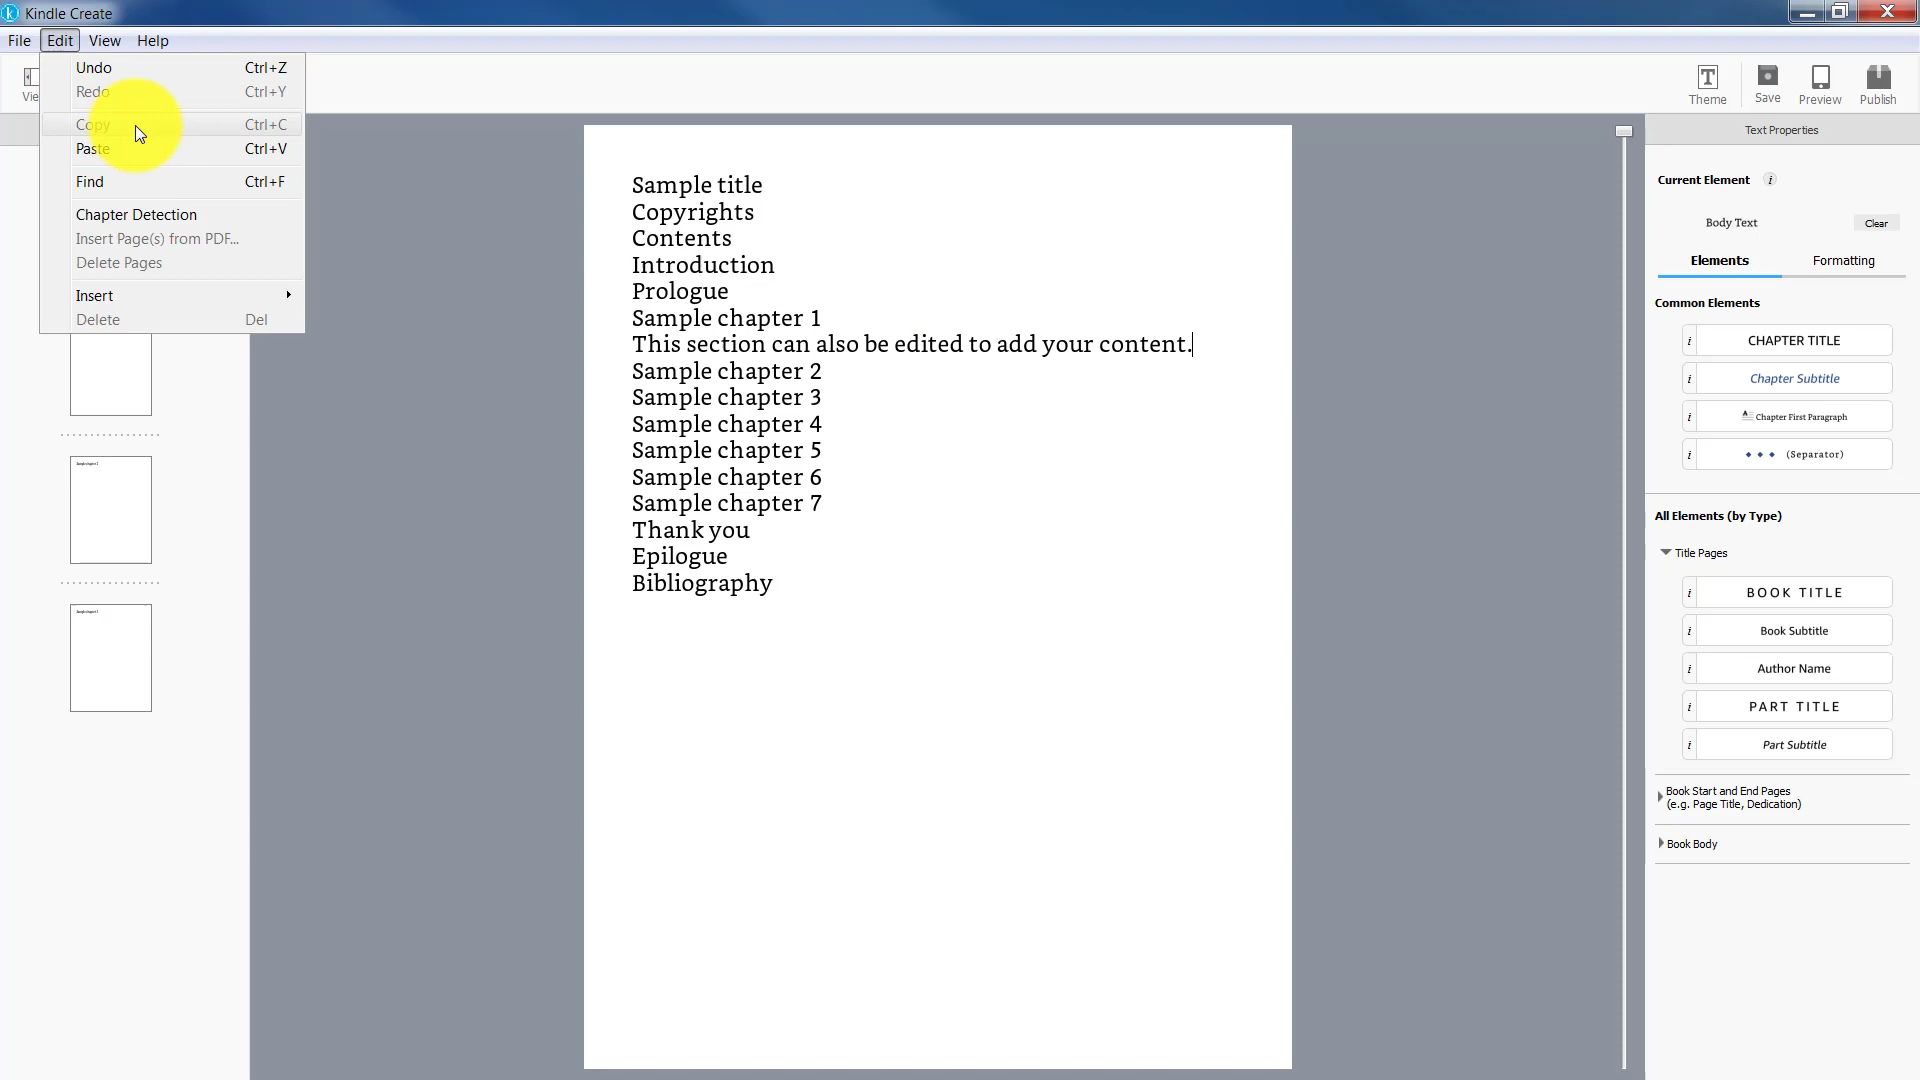 Kindle Create
File Edit View Help
Undo Ctrl+Z
Redo Ctrl+Y
Copy Ctrl+C
Paste Ctrl+V
Find Ctrl+F
Chapter Detection
Insert Page(s) from PDF...
Delete Pages
Insert
Delete Del
Theme Save Preview Publish
Sample title
Copyrights
Contents
Introduction
Prologue
Sample chapter 1
This section can also be edited to add your content.
Sample chapter 2
Sample chapter 3
Sample chapter 4
Sample chapter 5
Sample chapter 6
Sample chapter 7
Thank you
Epilogue
Bibliography
Text Properties
Current Element i
Body Text Clear
Elements Formatting
Common Elements
i CHAPTER TITLE
i Chapter Subtitle
i A Chapter First Paragraph
i (Separator)
All Elements (by Type)
Title Pages
i BOOK TITLE
i Book Subtitle
i Author Name
i PART TITLE
i Part Subtitle
Book Start and End Pages
(e.g. Page Title, Dedication)
Book Body